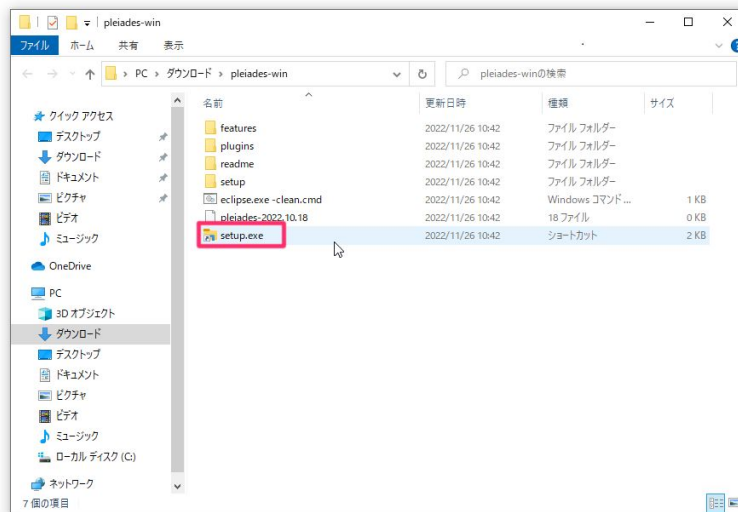 pleiades-win
ファイル ホーム 共有 表示
PC › ダウンロード › pleiades-win
pleiades-winの検索
名前 更新日時 種類 サイズ
クイック アクセス
デスクトップ
ダウンロード
ドキュメント
ピクチャ
ビデオ
ミュージック
OneDrive
PC
3D オブジェクト
ダウンロード
デスクトップ
ドキュメント
ピクチャ
ビデオ
ミュージック
ローカル ディスク (C:)
ネットワーク
features 2022/11/26 10:42 ファイル フォルダー
plugins 2022/11/26 10:42 ファイル フォルダー
readme 2022/11/26 10:42 ファイル フォルダー
setup 2022/11/26 10:42 ファイル フォルダー
eclipse.exe -clean.cmd 2022/11/26 10:42 Windows コマンド ... 1 KB
pleiades-2022.10.18 2022/11/26 10:42 18 ファイル 0 KB
setup.exe 2022/11/26 10:42 ショートカット 2 KB
7 個の項目